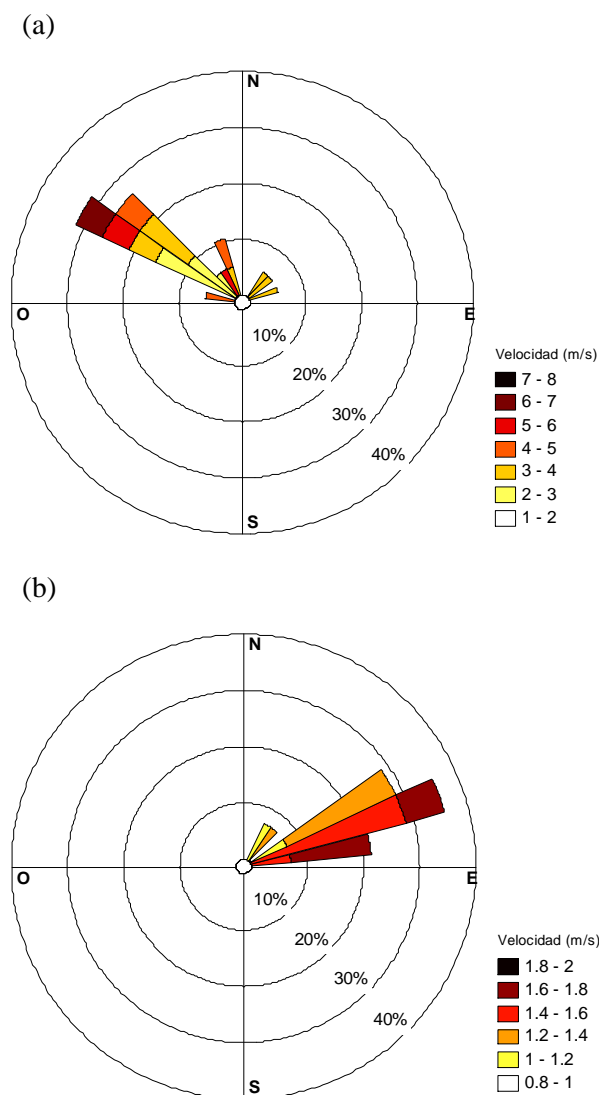 (a)
N
O
E
10%
20%
30%
40%
S
Velocidad (m/s)
7 - 8
6 - 7
5 - 6
4 - 5
3 - 4
2 - 3
1 - 2
(b)
N
O
E
10%
20%
30%
40%
S
Velocidad (m/s)
1.8 - 2
1.6 - 1.8
1.4 - 1.6
1.2 - 1.4
1 - 1.2
0.8 - 1